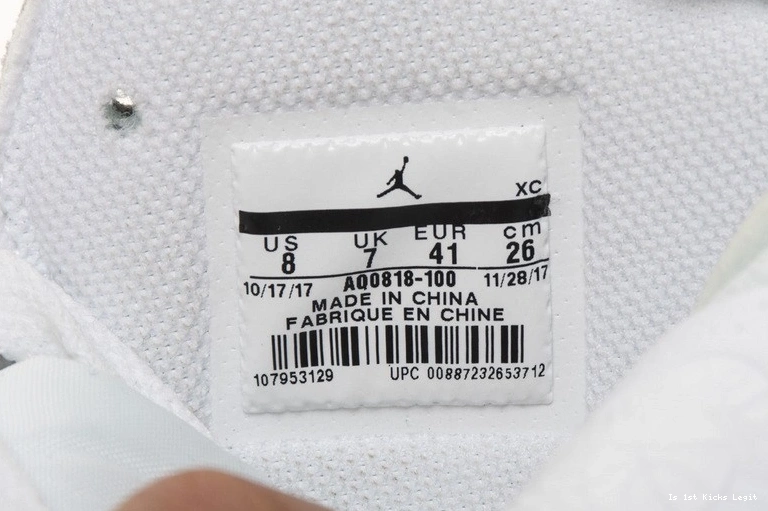 XC
US UK EUR cm
8 7 41 26
10/17/17 AQ0818-100 11/28/17
MADE IN CHINA
FABRIQUE EN CHINE
107953129 UPC 00887232653712
Is 1st Kicks Legit